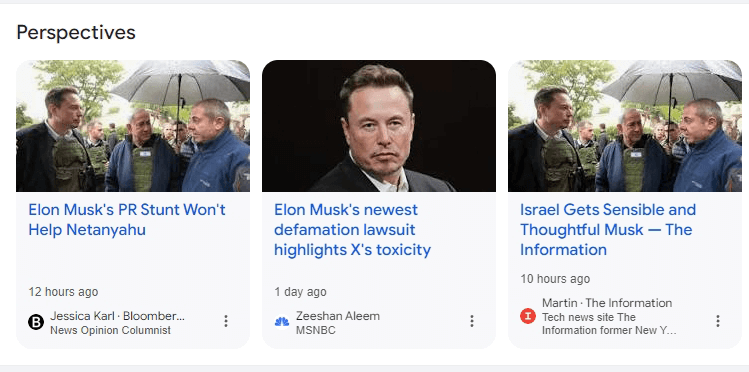 Perspectives
Elon Musk's PR Stunt Won't
Help Netanyahu
12 hours ago
Jessica Karl · Bloomber...
News Opinion Columnist
Elon Musk's newest
defamation lawsuit
highlights X's toxicity
1 day ago
Zeeshan Aleem
MSNBC
Israel Gets Sensible and
Thoughtful Musk — The
Information
10 hours ago
Martin · The Information
Tech news site The
Information former New Y...